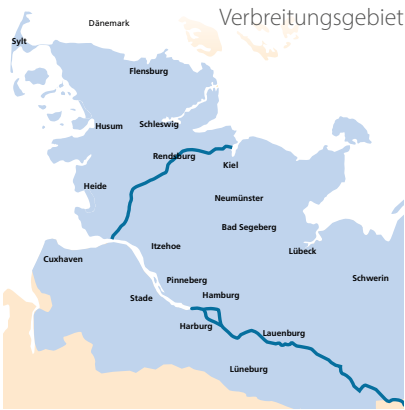 Verbreitungsgebiet
Dänemark
Sylt
Flensburg
Husum
Schleswig
Rendsburg
Kiel
Heide
Neumünster
Bad Segeberg
Itzehoe
Lübeck
Cuxhaven
Schwerin
Pinneberg
Stade
Hamburg
Harburg
Lauenburg
Lüneburg